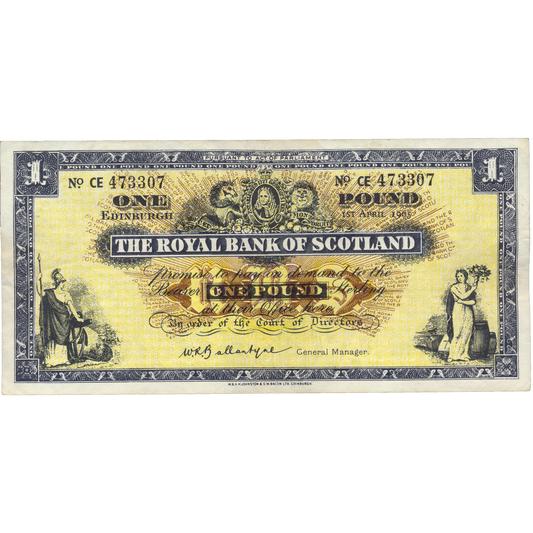 PURSUANT TO ACT OF PARLIAMENT
1 1
No CE 473307 No CE 473307
ONE POUND
EDINBURGH 1ST APRIL
THE ROYAL BANK OF SCOTLAND
Promise to pay on demand to the
Bearer ONE POUND Sterling
at their Office here
By order of the Court of Directors
W R Ballantyne General Manager.
W. & A. K. JOHNSTON & G. W. BACON LTD. EDINBURGH